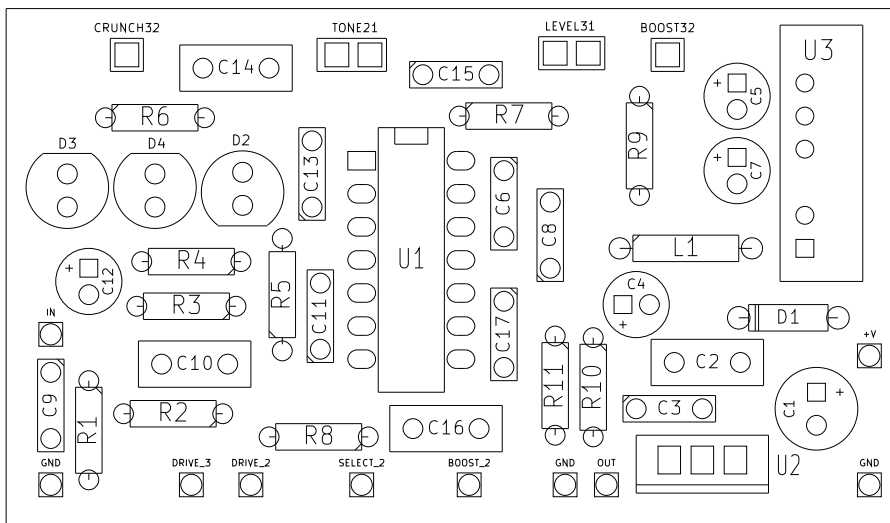 CRUNCH32 TONE21 LEVEL31 BOOST32
U3
C14 C15
+ C5
R6 R7
R9
D3 D4 D2
C13
+ C7
C6
C8
R4 U1 L1
+ C12
R5
C11
C4 +
R3
IN
C17
D1
+V
C10 C2
C9
R1
R2
R11
R10
C3
C1 +
R8 C16
U2
GND DRIVE_3 DRIVE_2 SELECT_2 BOOST_2 GND OUT GND